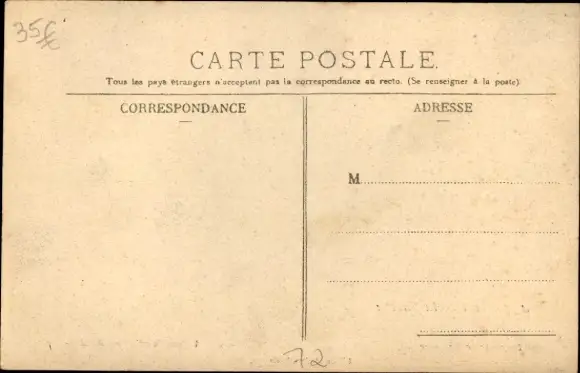 35€
CARTE POSTALE.
Tous les pays étrangers n'acceptent pas la correspondance au recto. (Se renseigner à la poste)
CORRESPONDANCE
ADRESSE
M
72